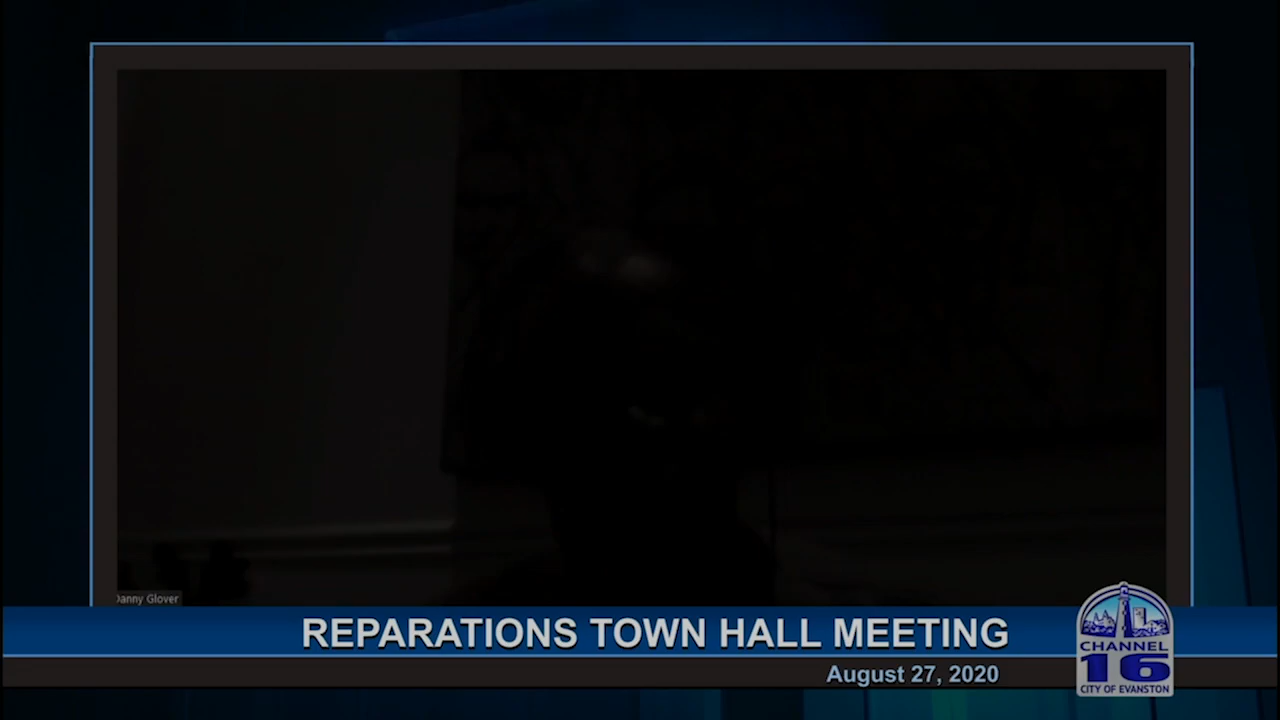 Danny Glover
REPARATIONS TOWN HALL MEETING
August 27, 2020
CHANNEL
16
CITY OF EVANSTON